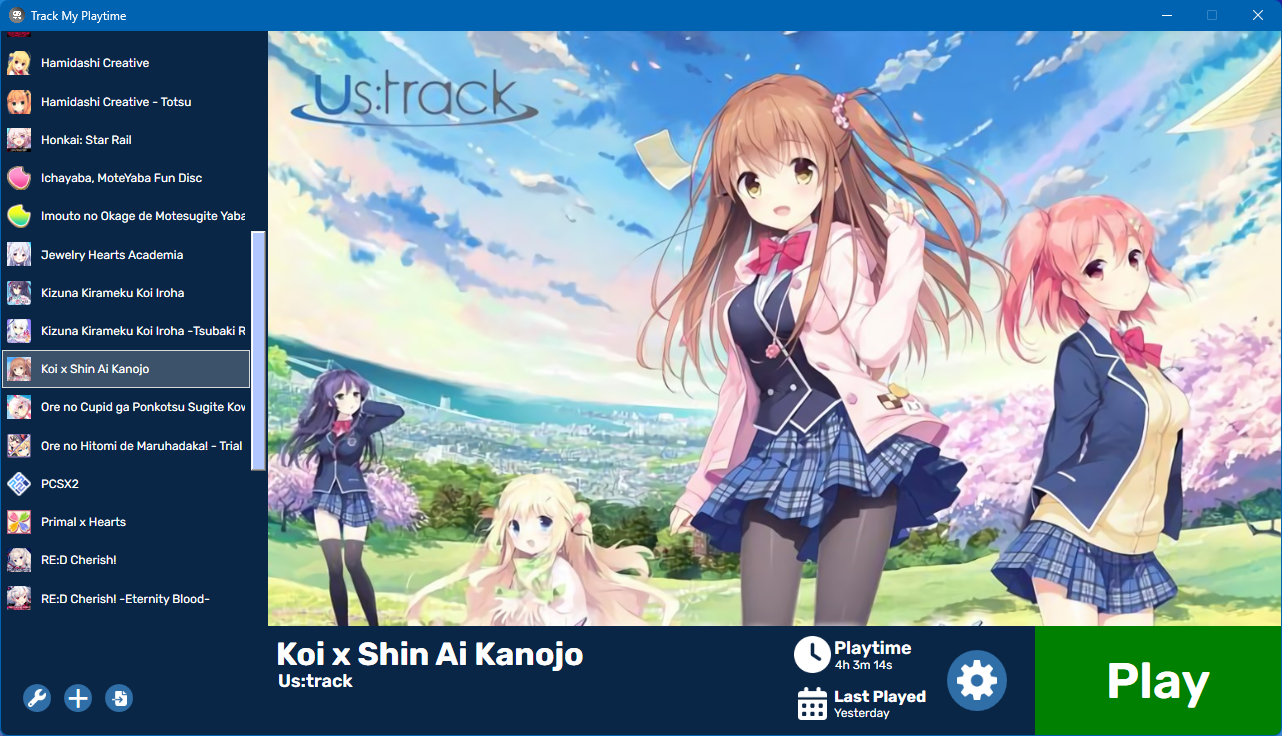 Track My Playtime
Hamidashi Creative
Hamidashi Creative - Totsu
Honkai: Star Rail
Ichayaba, MoteYaba Fun Disc
Imouto no Okage de Motesugite Yaba
Jewelry Hearts Academia
Kizuna Kirameku Koi Iroha
Kizuna Kirameku Koi Iroha -Tsubaki R
Koi x Shin Ai Kanojo
Ore no Cupid ga Ponkotsu Sugite Kow
Ore no Hitomi de Maruhadaka! - Trial
PCSX2
Primal x Hearts
RE:D Cherish!
RE:D Cherish! -Eternity Blood-
Us:track
Koi x Shin Ai Kanojo
Us:track
Playtime
4h 3m 14s
Last Played
Yesterday
Play